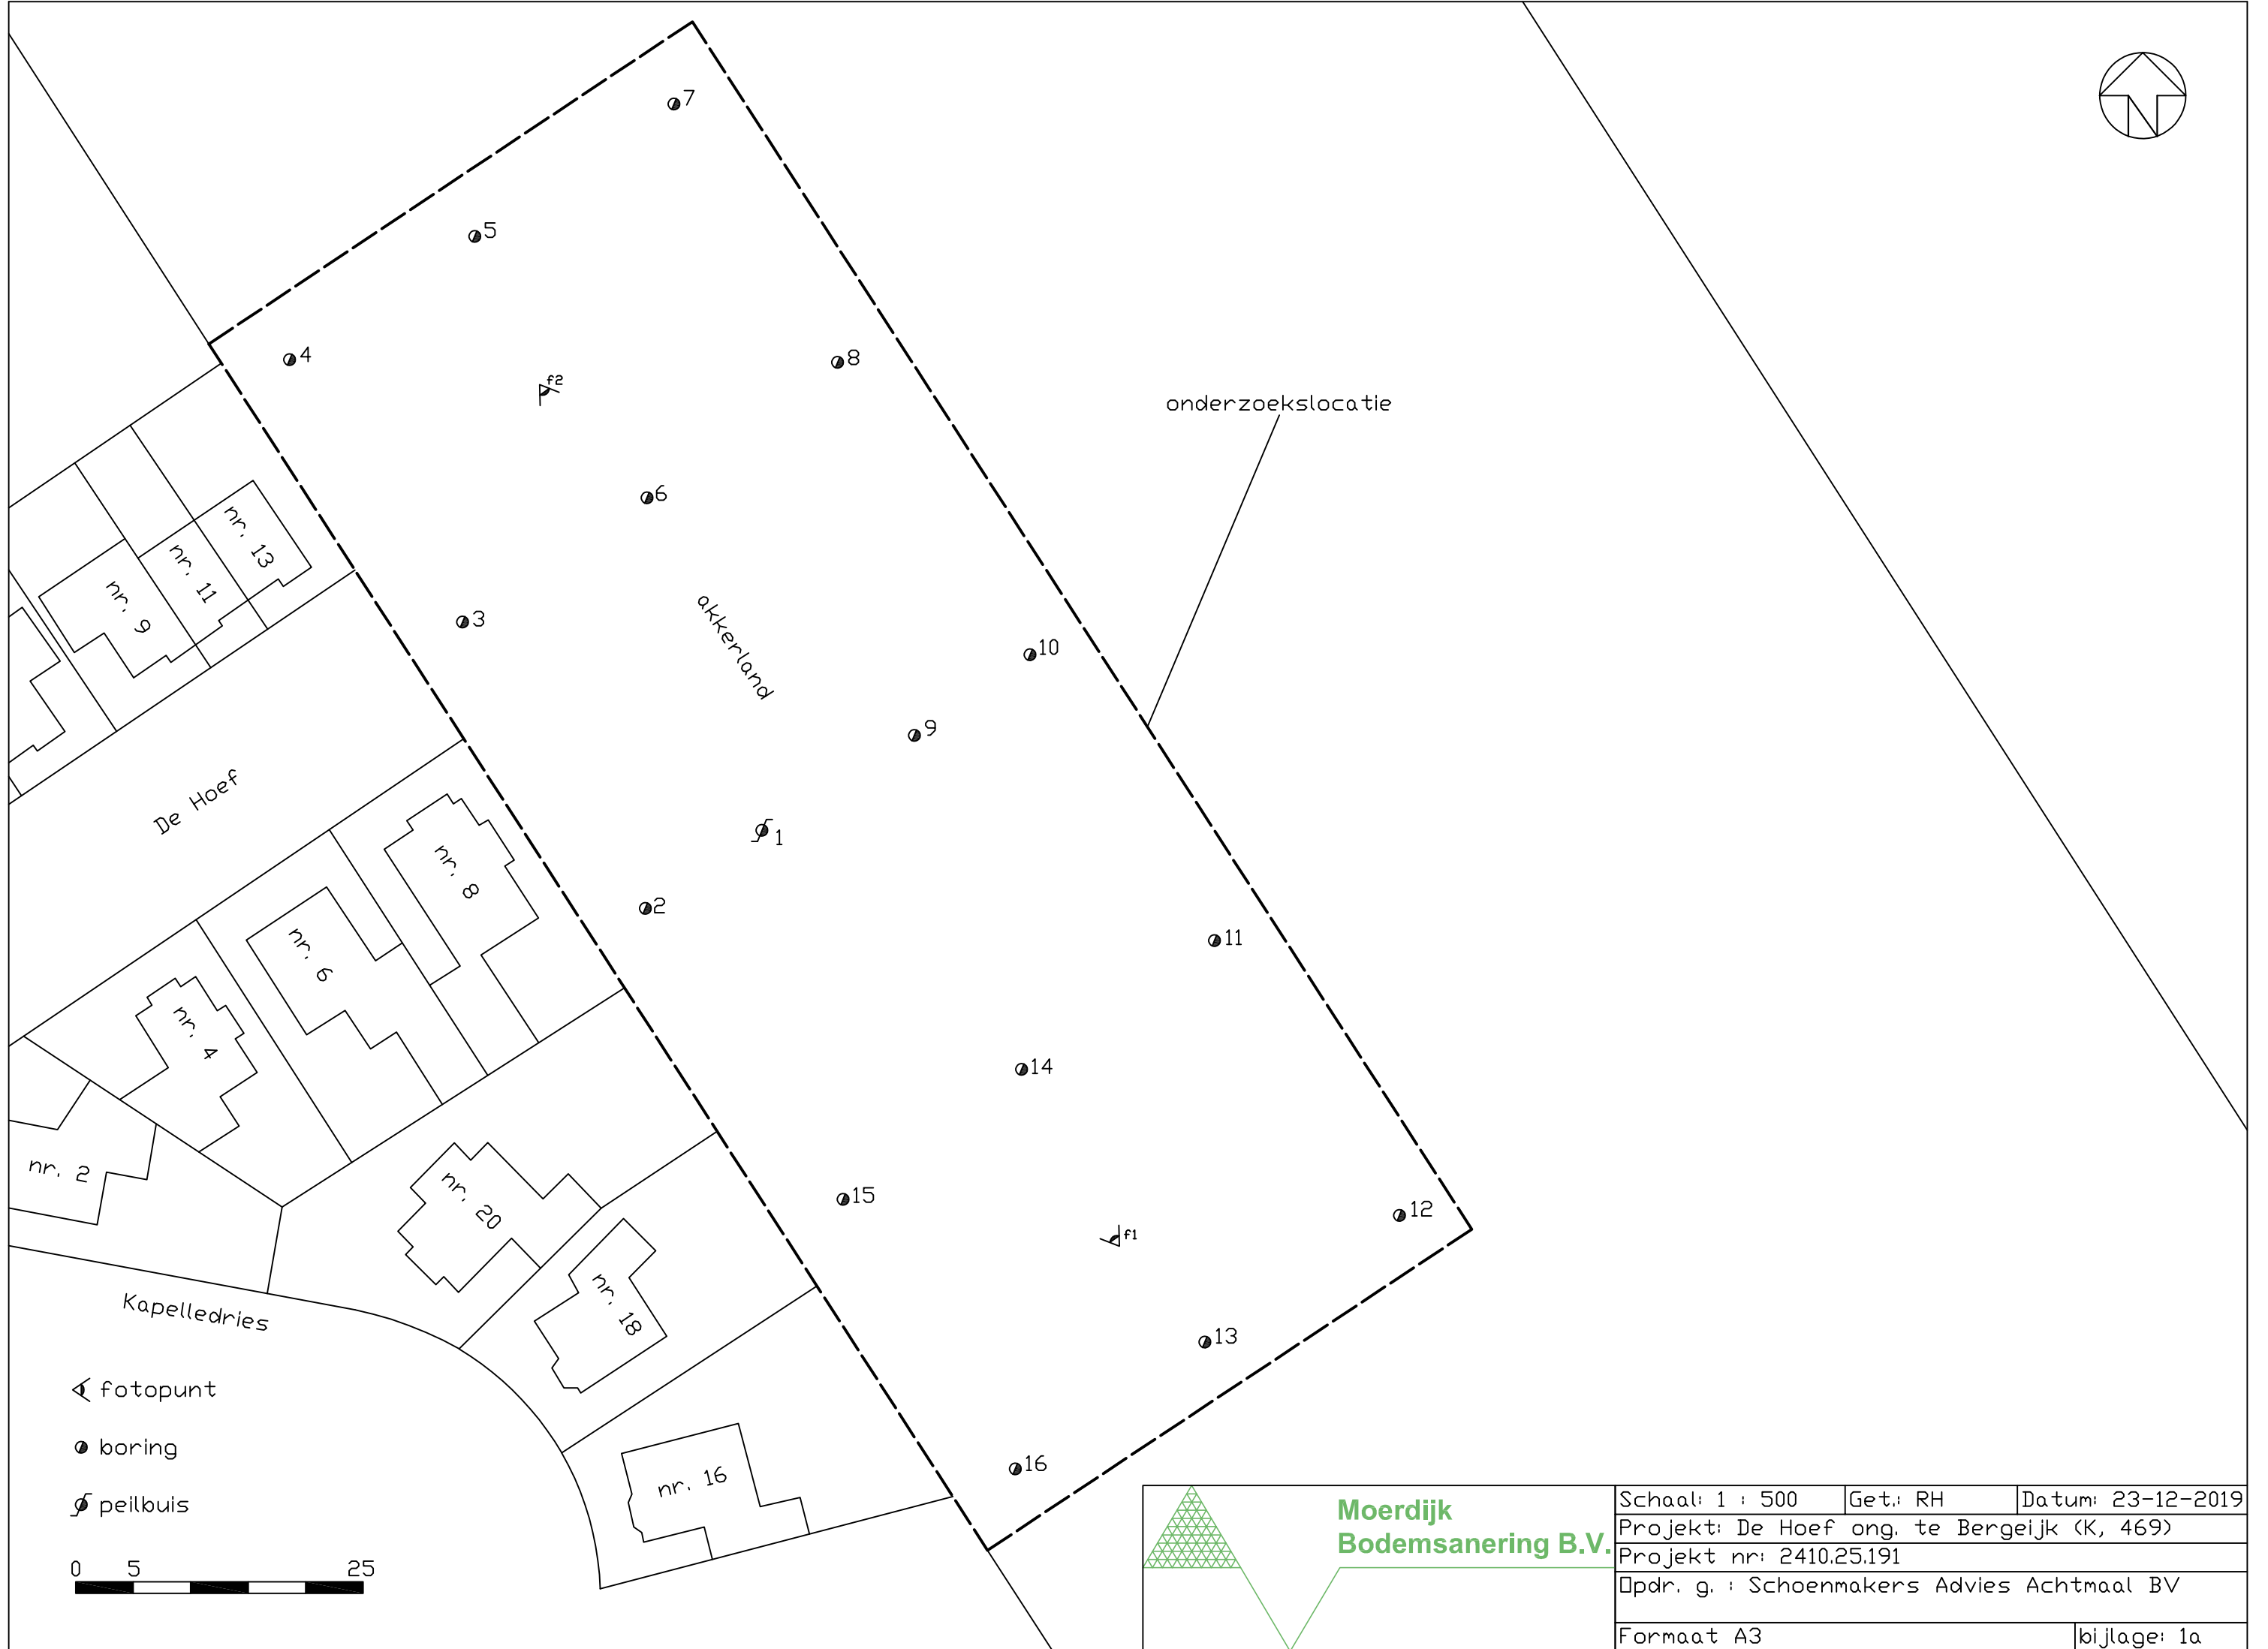 7
5
4
f2
8
onderzoekslocatie
6
nr. 13
nr. 11
nr. 9
3
akkerland
10
9
De Hoef
1
nr. 8
2
11
nr. 6
nr. 4
14
nr. 2
nr. 20
15
12
f1
nr. 18
Kapelledries
13
fotopunt
boring
16
nr. 16
peilbuis
0 5 25
N
Moerdijk
Bodemsanering B.V.
Schaal: 1 : 500 Get.: RH Datum: 23-12-2019
Projekt: De Hoef ong. te Bergeijk (K, 469)
Projekt nr: 2410.25.191
Opdr. g. : Schoenmakers Advies Achtmaal BV
Formaat A3 bijlage: 1a